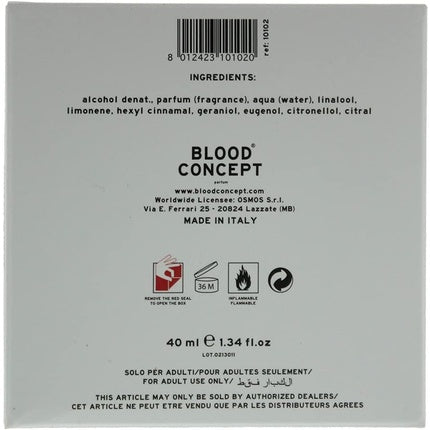 ref: 10102
8 012423 101020
INGREDIENTS:
alcohol denat., parfum (fragrance), aqua (water), linalool,
limonene, hexyl cinnamal, geraniol, eugenol, citronellol, citral
BLOOD®
CONCEPT
parfum
www.bloodconcept.com
Worldwide Licensee: OSMOS S.r.l.
Via E. Ferrari 25 - 20824 Lazzate (MB)
MADE IN ITALY
36 M
REMOVE THE RED SEAL
TO OPEN THE BOX
INFLAMMABLE
FLAMMABLE
40 ml e 1.34 fl.oz
LOT.0213011
SOLO PER ADULTI/POUR ADULTES SEULEMENT/
FOR ADULT USE ONLY/ الكبار فقط
THIS ARTICLE MAY ONLY BE SOLD BY AUTHORIZED DEALERS/
CET ARTICLE NE PEUT ETRE VENDU QUE PAR LES DISTRIBUTEURS AGREES